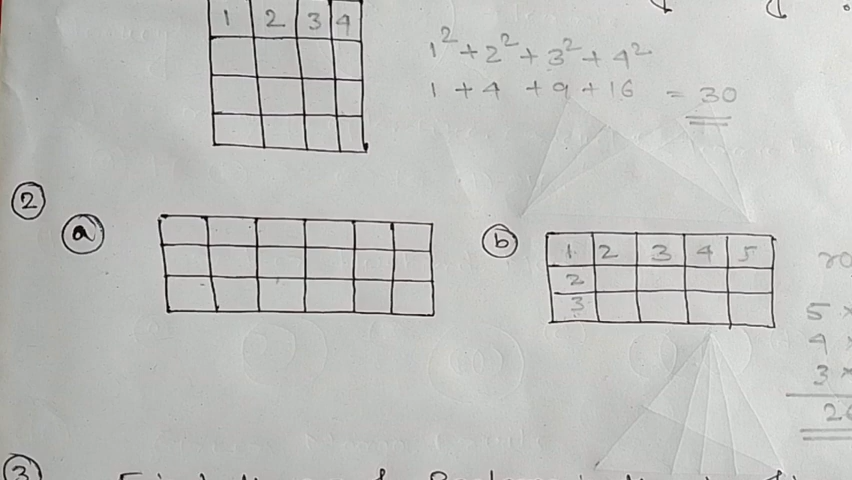 1 2 3 4
1² + 2² + 3² + 4²
1 + 4 + 9 + 16 = 30
2
a
b
1 2 3 4 5
2
3
5 ×
4 ×
3 ×
3